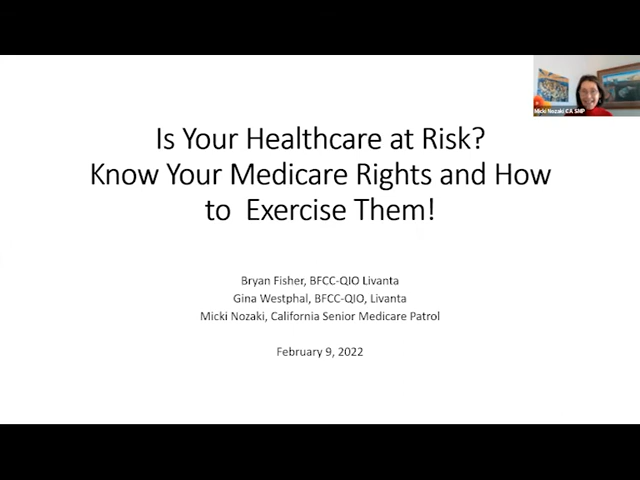 Micki Nozaki CA SMP
Is Your Healthcare at Risk?
Know Your Medicare Rights and How
to Exercise Them!
Bryan Fisher, BFCC-QIO Livanta
Gina Westphal, BFCC-QIO, Livanta
Micki Nozaki, California Senior Medicare Patrol
February 9, 2022